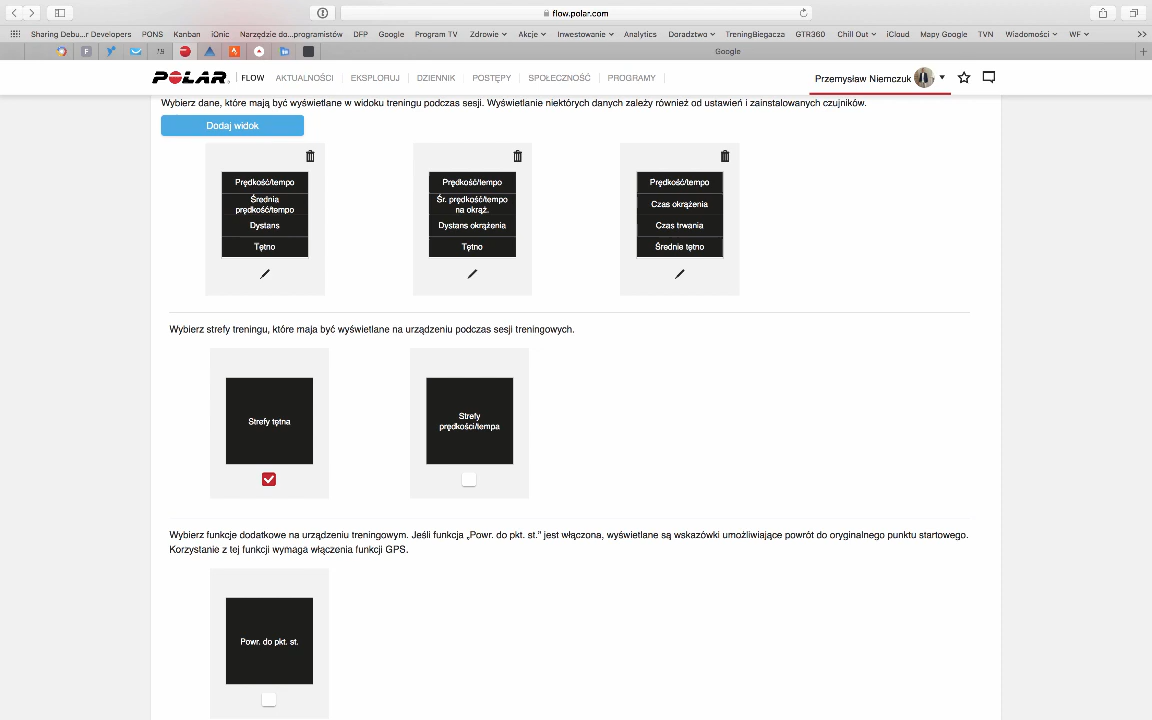 flow.polar.com
Sharing Debu...r Developers PONS Kanban iOnic Narzędzie do...programistów DFP Google Program TV Zdrowie Akcje Inwestowanie Analytics Doradztwo TreningBiegacza GTR360 Chill Out iCloud Mapy Google TVN Wiadomości WF
Google
POLAR FLOW AKTUALNOŚCI EKSPLORUJ DZIENNIK POSTĘPY SPOŁECZNOŚĆ PROGRAMY Przemysław Niemczuk
Wybierz dane, które mają być wyświetlane w widoku treningu podczas sesji. Wyświetlanie niektórych danych zależy również od ustawień i zainstalowanych czujników.
Dodaj widok
Prędkość/tempo
Średnia
prędkość/tempo
Dystans
Tętno
Prędkość/tempo
Śr. prędkość/tempo
na okrąż.
Dystans okrążenia
Tętno
Prędkość/tempo
Czas okrążenia
Czas trwania
Średnie tętno
Wybierz strefy treningu, które maja być wyświetlane na urządzeniu podczas sesji treningowych.
Strefy tętna
Strefy
prędkości/tempa
Wybierz funkcje dodatkowe na urządzeniu treningowym. Jeśli funkcja „Powr. do pkt. st.” jest włączona, wyświetlane są wskazówki umożliwiające powrót do oryginalnego punktu startowego.
Korzystanie z tej funkcji wymaga włączenia funkcji GPS.
Powr. do pkt. st.